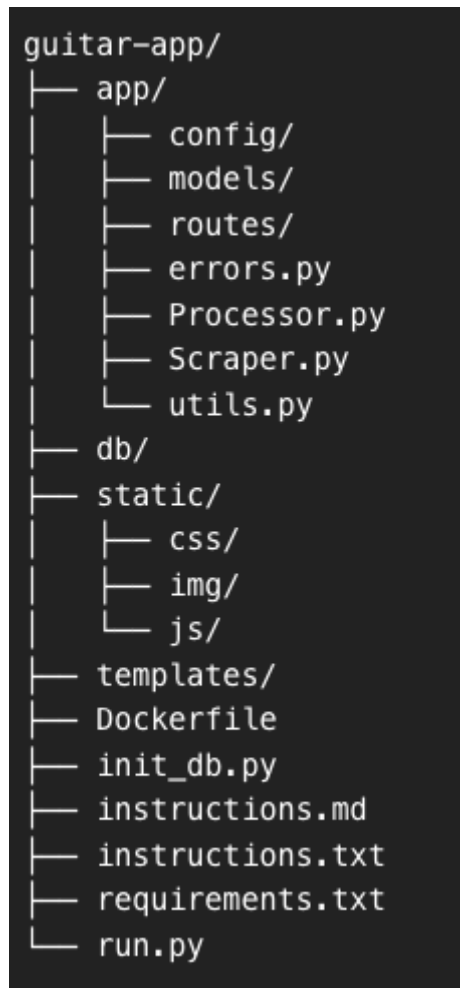 guitar-app/
├── app/
│   ├── config/
│   ├── models/
│   ├── routes/
│   ├── errors.py
│   ├── Processor.py
│   ├── Scraper.py
│   └── utils.py
├── db/
├── static/
│   ├── css/
│   ├── img/
│   └── js/
├── templates/
├── Dockerfile
├── init_db.py
├── instructions.md
├── instructions.txt
├── requirements.txt
└── run.py